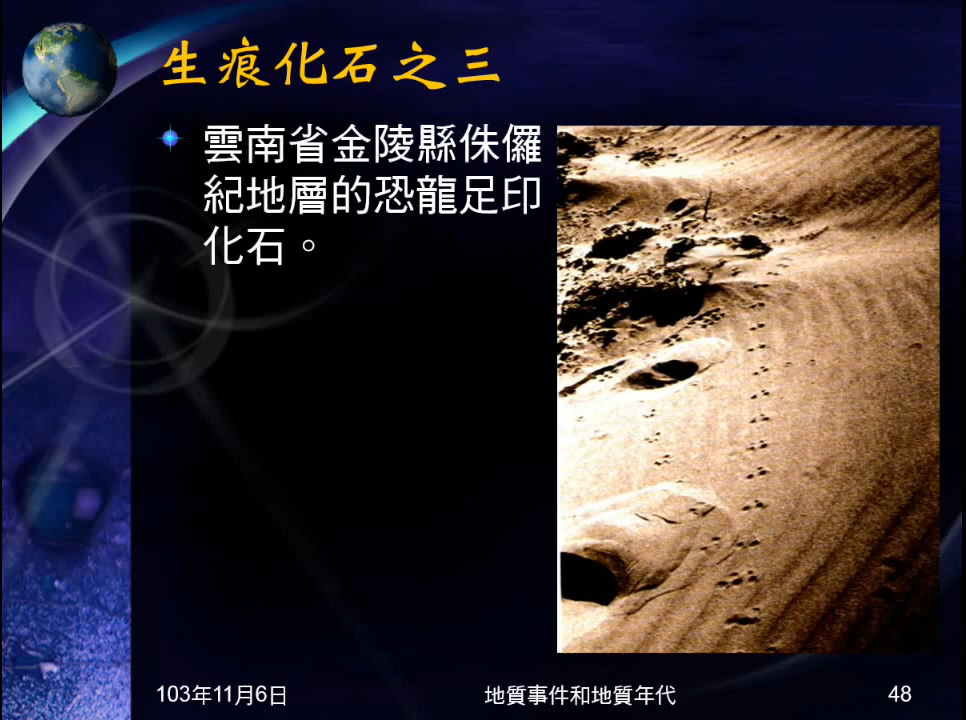 生痕化石之三
雲南省金陵縣侏儸
紀地層的恐龍足印
化石。
103年11月6日
地質事件和地質年代
48